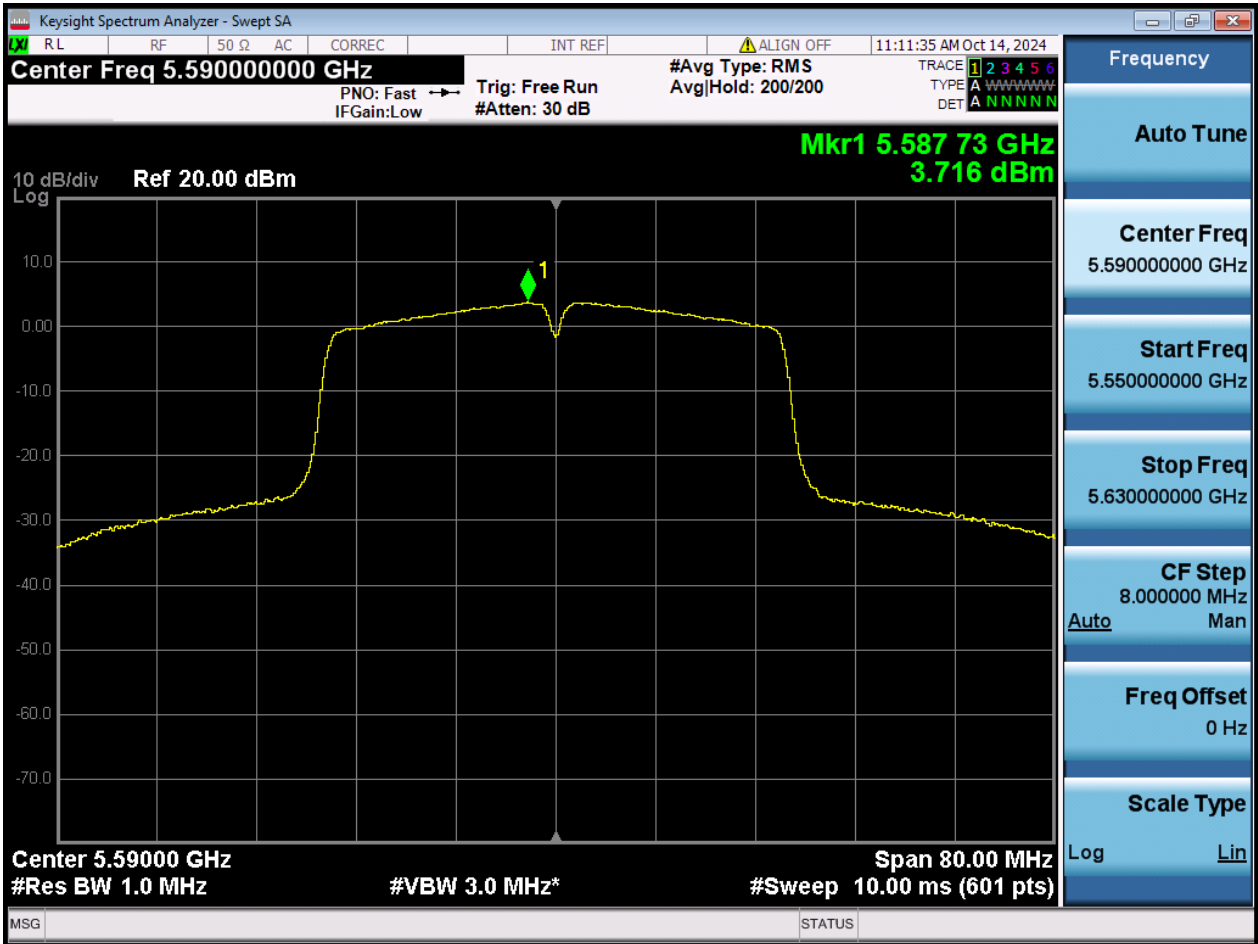 Keysight Spectrum Analyzer - Swept SA
LXI RL RF 50 Ω AC CORREC INT REF ALIGN OFF 11:11:35 AM Oct 14, 2024
Center Freq 5.590000000 GHz
PNO: Fast
IFGain:Low
Trig: Free Run
#Atten: 30 dB
#Avg Type: RMS
Avg|Hold: 200/200
TRACE 1 2 3 4 5 6
TYPE A WWWWW
DET A N N N N N
Mkr1 5.587 73 GHz
3.716 dBm
10 dB/div Ref 20.00 dBm
Log
1
10.0
0.00
-10.0
-20.0
-30.0
-40.0
-50.0
-60.0
-70.0
Center 5.59000 GHz Span 80.00 MHz
#Res BW 1.0 MHz #VBW 3.0 MHz* #Sweep 10.00 ms (601 pts)
MSG STATUS
Frequency
Auto Tune
Center Freq
5.590000000 GHz
Start Freq
5.550000000 GHz
Stop Freq
5.630000000 GHz
CF Step
8.000000 MHz
Auto Man
Freq Offset
0 Hz
Scale Type
Log Lin